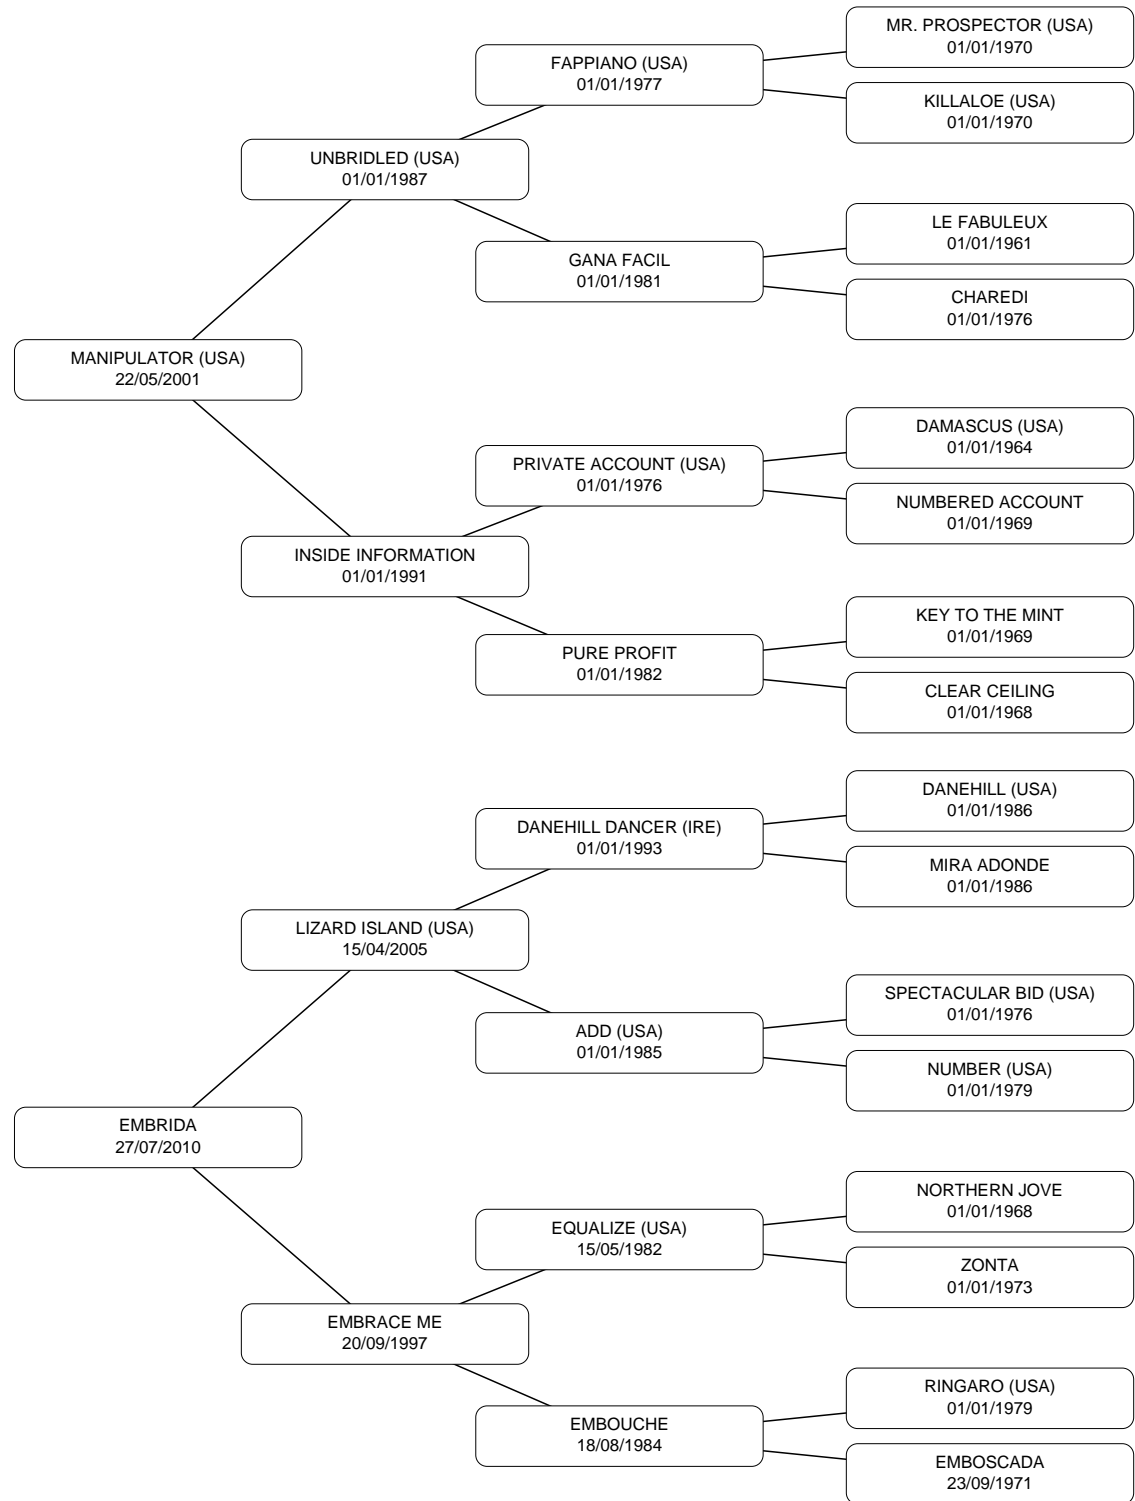 MR. PROSPECTOR (USA)
01/01/1970
FAPPIANO (USA)
01/01/1977
KILLALOE (USA)
01/01/1970
UNBRIDLED (USA)
01/01/1987
LE FABULEUX
01/01/1961
GANA FACIL
01/01/1981
CHAREDI
01/01/1976
MANIPULATOR (USA)
22/05/2001
DAMASCUS (USA)
01/01/1964
PRIVATE ACCOUNT (USA)
01/01/1976
NUMBERED ACCOUNT
01/01/1969
INSIDE INFORMATION
01/01/1991
KEY TO THE MINT
01/01/1969
PURE PROFIT
01/01/1982
CLEAR CEILING
01/01/1968
DANEHILL (USA)
01/01/1986
DANEHILL DANCER (IRE)
01/01/1993
MIRA ADONDE
01/01/1986
LIZARD ISLAND (USA)
15/04/2005
SPECTACULAR BID (USA)
01/01/1976
ADD (USA)
01/01/1985
NUMBER (USA)
01/01/1979
EMBRIDA
27/07/2010
NORTHERN JOVE
01/01/1968
EQUALIZE (USA)
15/05/1982
ZONTA
01/01/1973
EMBRACE ME
20/09/1997
RINGARO (USA)
01/01/1979
EMBOUCHE
18/08/1984
EMBOSCADA
23/09/1971